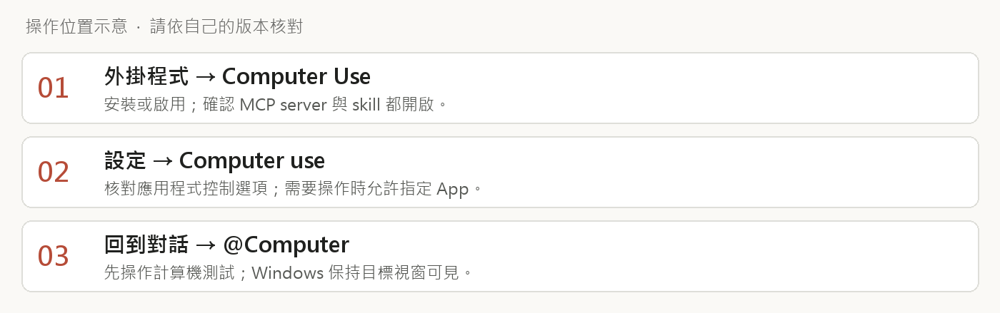 操作位置示意 · 請依自己的版本核對
01
外掛程式 → Computer Use
安裝或啟用；確認 MCP server 與 skill 都開啟。
02
設定 → Computer use
核對應用程式控制選項；需要操作時允許指定 App。
03
回到對話 → @Computer
先操作計算機測試；Windows 保持目標視窗可見。